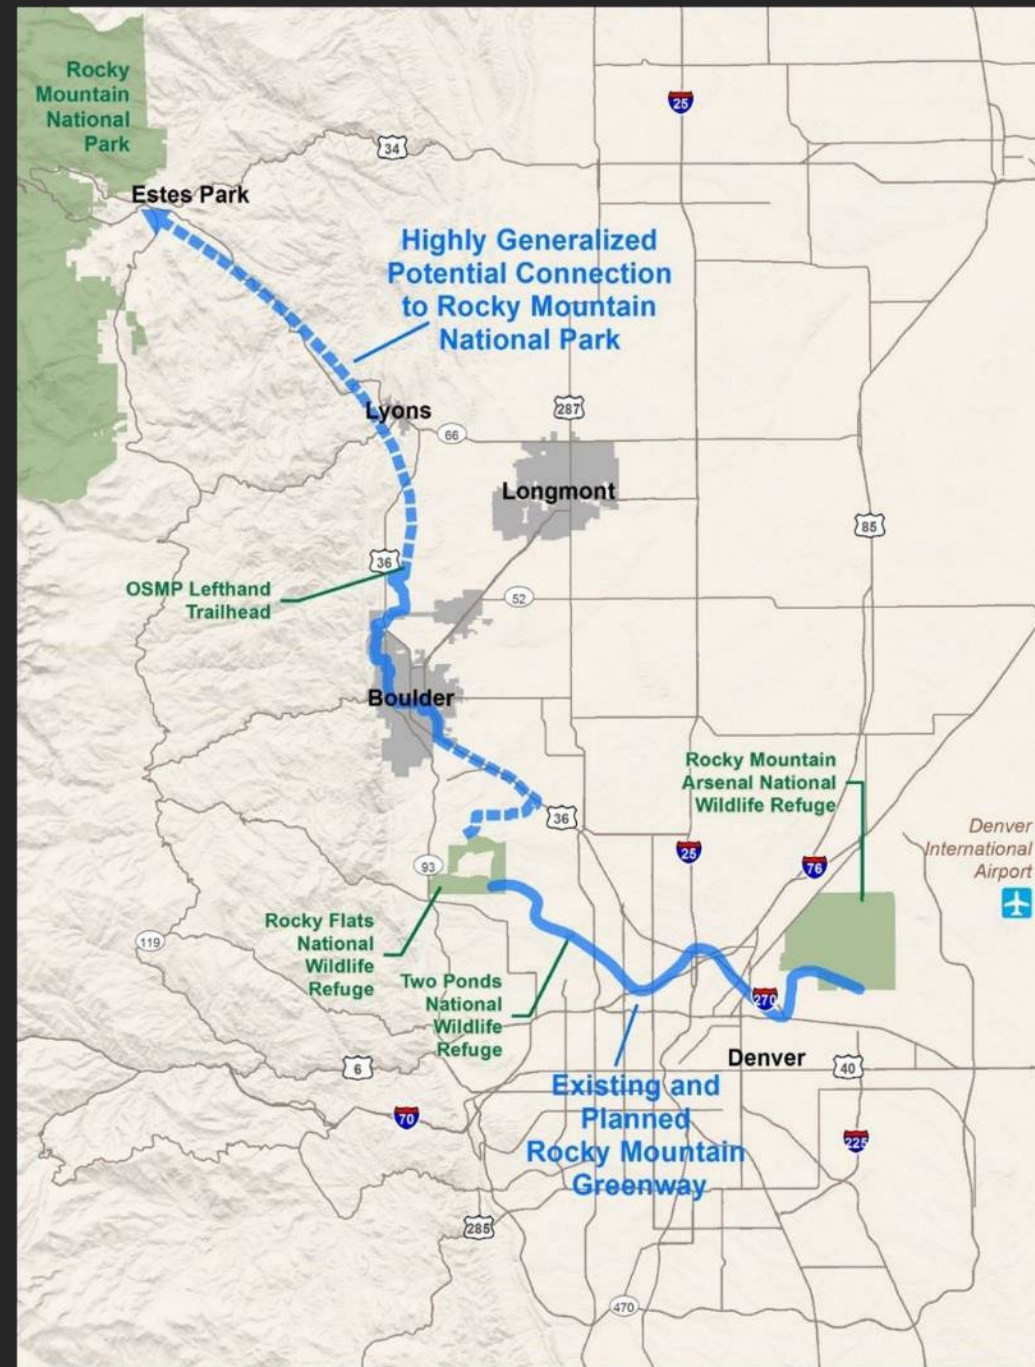 Rocky
Mountain
National
Park
25
34
Estes Park
Highly Generalized
Potential Connection
to Rocky Mountain
National Park
Lyons
287
66
Longmont
85
36
OSMP Lefthand
Trailhead
52
Boulder
Rocky Mountain
Arsenal National
Wildlife Refuge
36
Denver
International
Airport
25
76
93
Rocky Flats
National
Wildlife
Refuge
119
Two Ponds
National
Wildlife
Refuge
270
Denver
6
40
Existing and
Planned
Rocky Mountain
Greenway
70
225
285
470